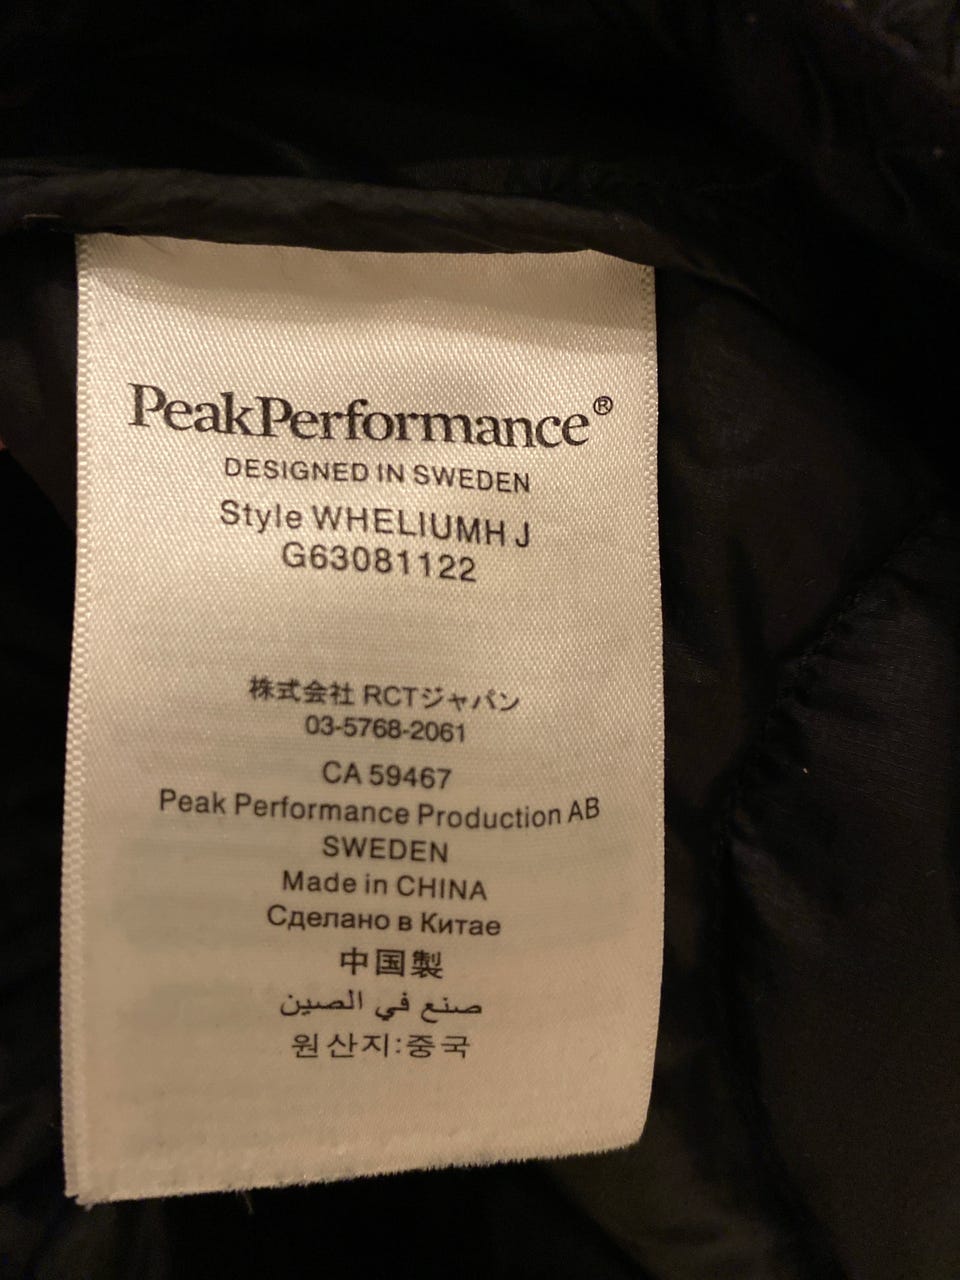 PeakPerformance®
DESIGNED IN SWEDEN
Style WHELIUMH J
G63081122
株式会社 RCTジャパン
03-5768-2061
CA 59467
Peak Performance Production AB
SWEDEN
Made in CHINA
Сделано в Китае
中国製
صنع في الصين
원산지:중국